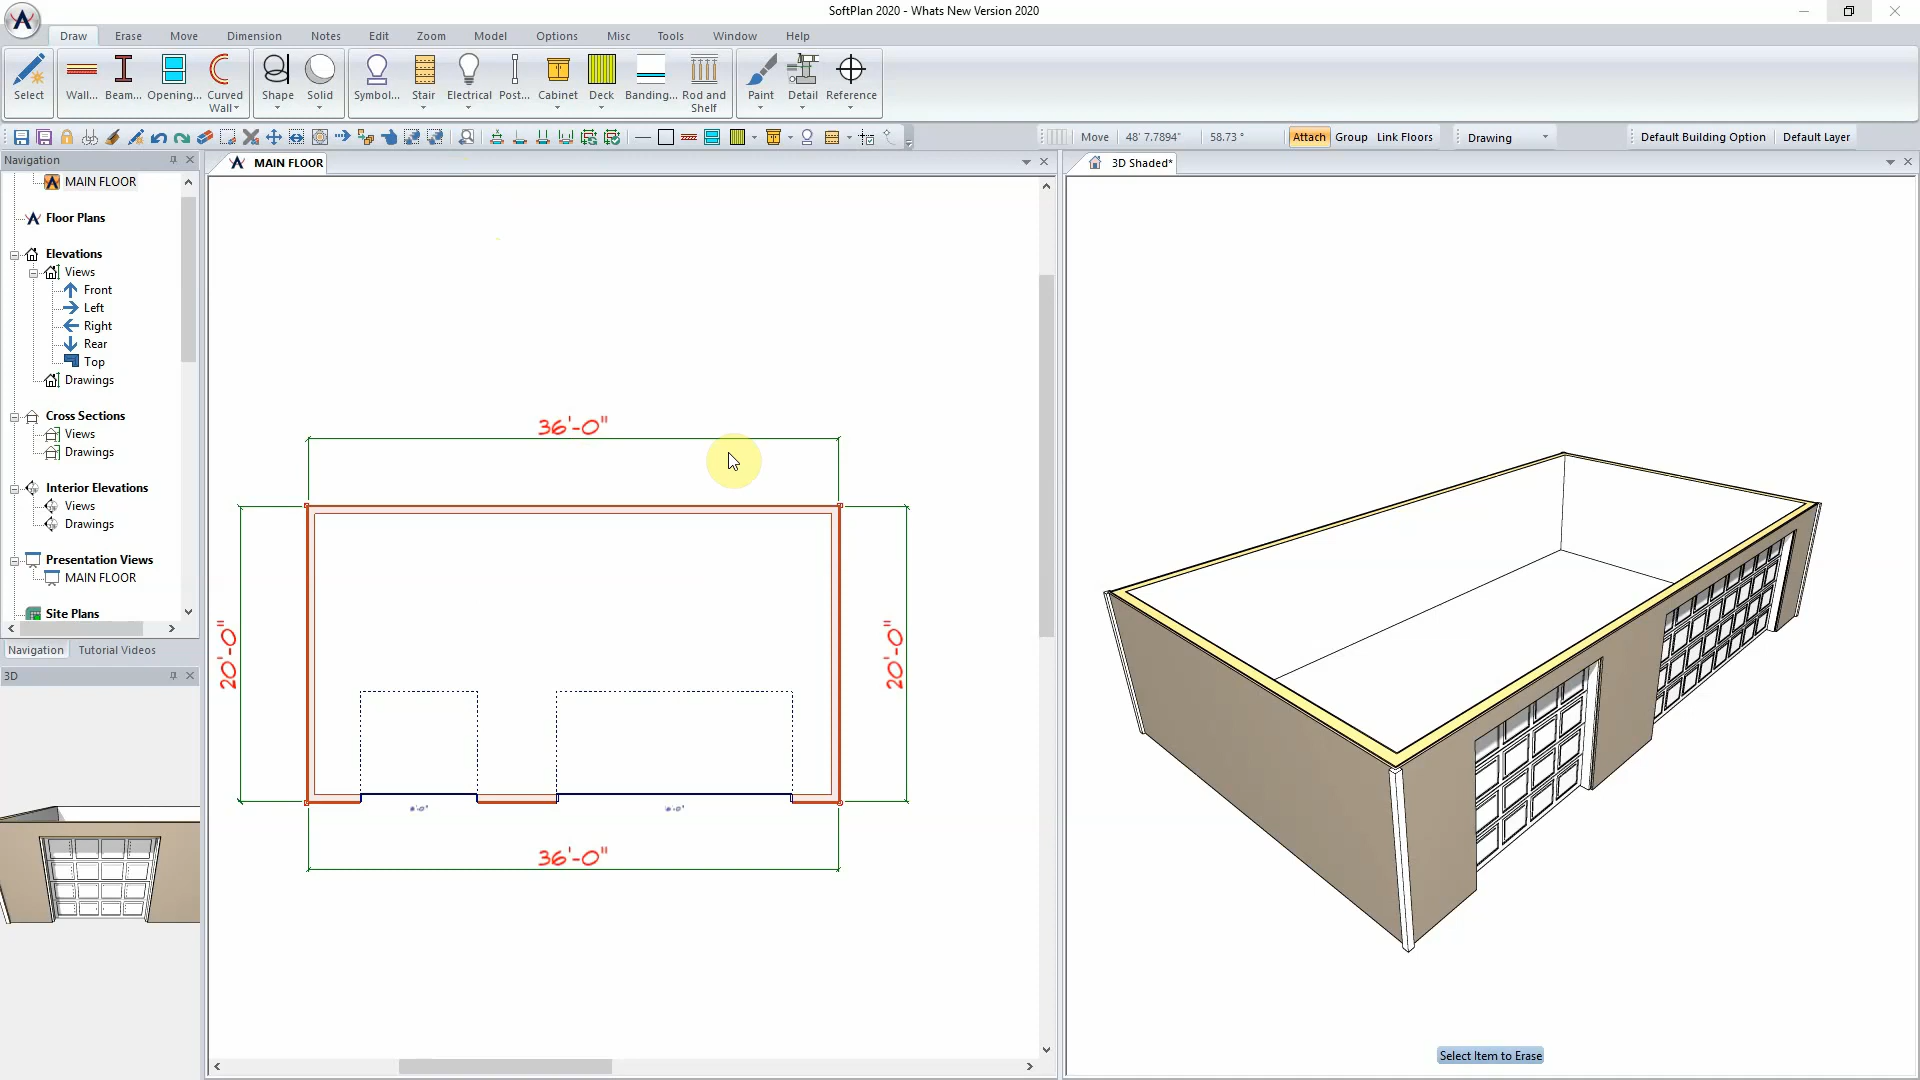 SoftPlan 2020 - Whats New Version 2020
Draw Erase Move Dimension Notes Edit Zoom Model Options Misc Tools Window Help
Select Wall... Beam... Opening... Curved Wall Shape Solid Symbol... Stair Electrical Post... Cabinet Deck Banding... Rod and Shelf Paint Detail Reference
Move 48' 7.7894" 58.73 ° Attach Group Link Floors Drawing Default Building Option Default Layer
Navigation
MAIN FLOOR
3D Shaded*
MAIN FLOOR
Floor Plans
Elevations
Views
Front
Left
Right
Rear
Top
Drawings
Cross Sections
Views
Drawings
Interior Elevations
Views
Drawings
Presentation Views
MAIN FLOOR
Site Plans
Navigation Tutorial Videos
3D
36'-0"
20'-0"
20'-0"
36'-0"
Select Item to Erase